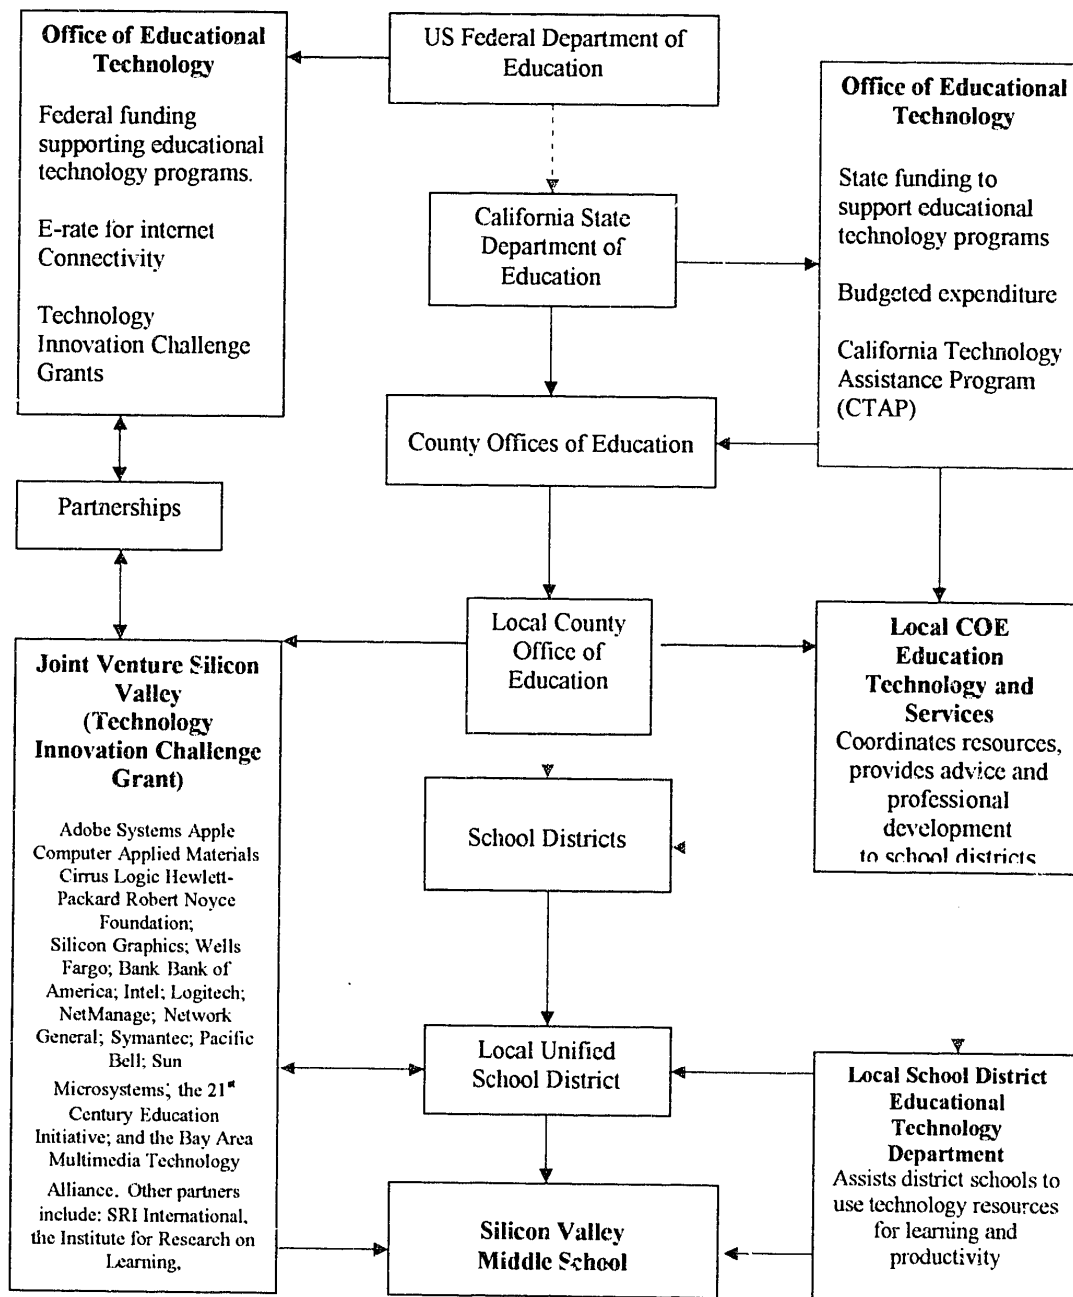 Office of Educational
Technology
Federal funding
supporting educational
technology programs.
E-rate for internet
Connectivity
Technology
Innovation Challenge
Grants
US Federal Department of
Education
Office of Educational
Technology
State funding to
support educational
technology programs
Budgeted expenditure
California Technology
Assistance Program
(CTAP)
California State
Department of
Education
County Offices of Education
Partnerships
Local County
Office of
Education
Local COE
Education
Technology and
Services
Coordinates resources,
provides advice and
professional
development
to school districts
Joint Venture Silicon
Valley
(Technology
Innovation Challenge
Grant)
Adobe Systems Apple
Computer Applied Materials
Cirrus Logic Hewlett-
Packard Robert Noyce
Foundation;
Silicon Graphics; Wells
Fargo; Bank Bank of
America; Intel; Logitech;
NetManage; Network
General; Symantec; Pacific
Bell; Sun
Microsystems; the 21st
Century Education
Initiative; and the Bay Area
Multimedia Technology
Alliance. Other partners
include: SRI International,
the Institute for Research on
Learning,
School Districts
Local Unified
School District
Local School District
Educational
Technology
Department
Assists district schools to
use technology resources
for learning and
productivity
Silicon Valley
Middle School